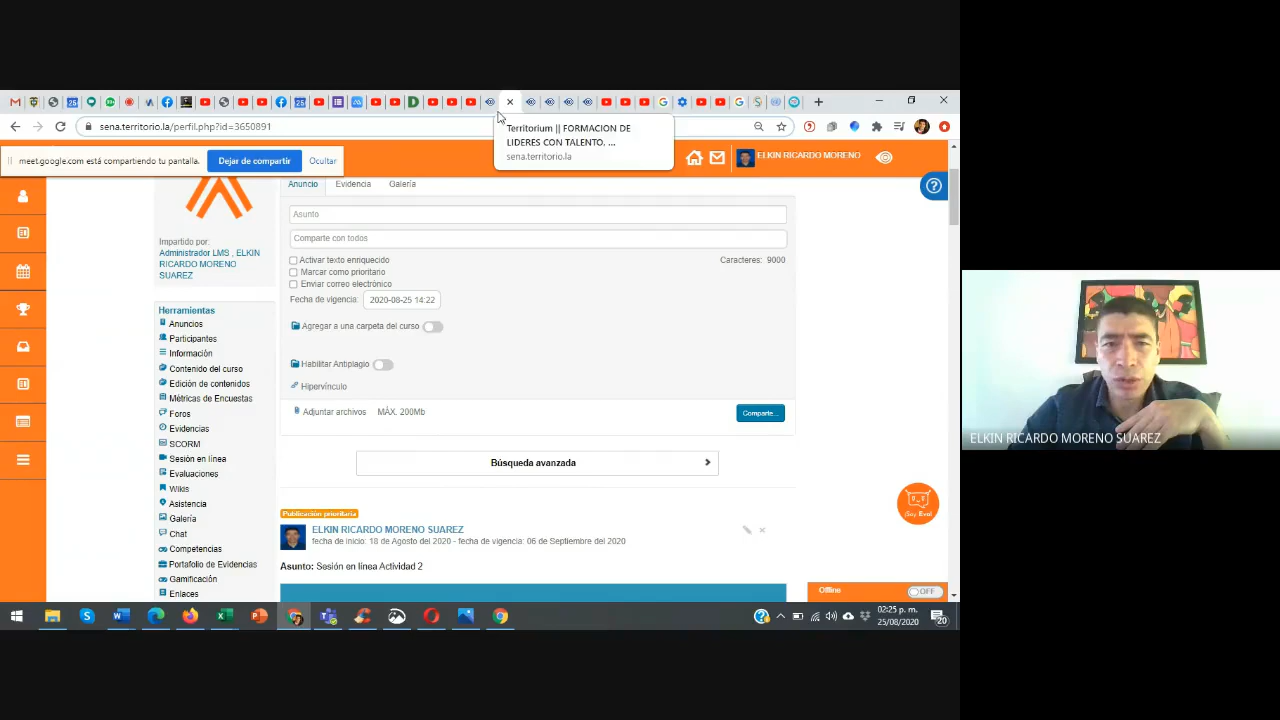 sena.territorio.la/perfil.php?id=3650891
Territorium || FORMACION DE
LIDERES CON TALENTO, ...
sena.territorio.la
meet.google.com está compartiendo tu pantalla.
Dejar de compartir
Ocultar
ELKIN RICARDO MORENO
Anuncio
Evidencia
Galería
Asunto
Comparte con todos
Impartido por:
Administrador LMS , ELKIN
RICARDO MORENO
SUAREZ
Activar texto enriquecido
Caracteres: 9000
Marcar como prioritario
Enviar correo electrónico
Fecha de vigencia:
2020-08-25 14:22
Agregar a una carpeta del curso
Habilitar Antiplagio
Hipervínculo
Adjuntar archivos
MÁX. 200Mb
Comparte...
Herramientas
Anuncios
Participantes
Información
Contenido del curso
Edición de contenidos
Métricas de Encuestas
Foros
Evidencias
SCORM
Sesión en línea
Evaluaciones
Wikis
Asistencia
Galería
Chat
Competencias
Portafolio de Evidencias
Gamificación
Enlaces
Búsqueda avanzada
Publicación prioritaria
ELKIN RICARDO MORENO SUAREZ
fecha de inicio: 18 de Agosto del 2020 - fecha de vigencia: 06 de Septiembre del 2020
Asunto: Sesión en línea Actividad 2
¡Soy Eva!
Offline
OFF
02:25 p. m.
25/08/2020
20
ELKIN RICARDO MORENO SUAREZ